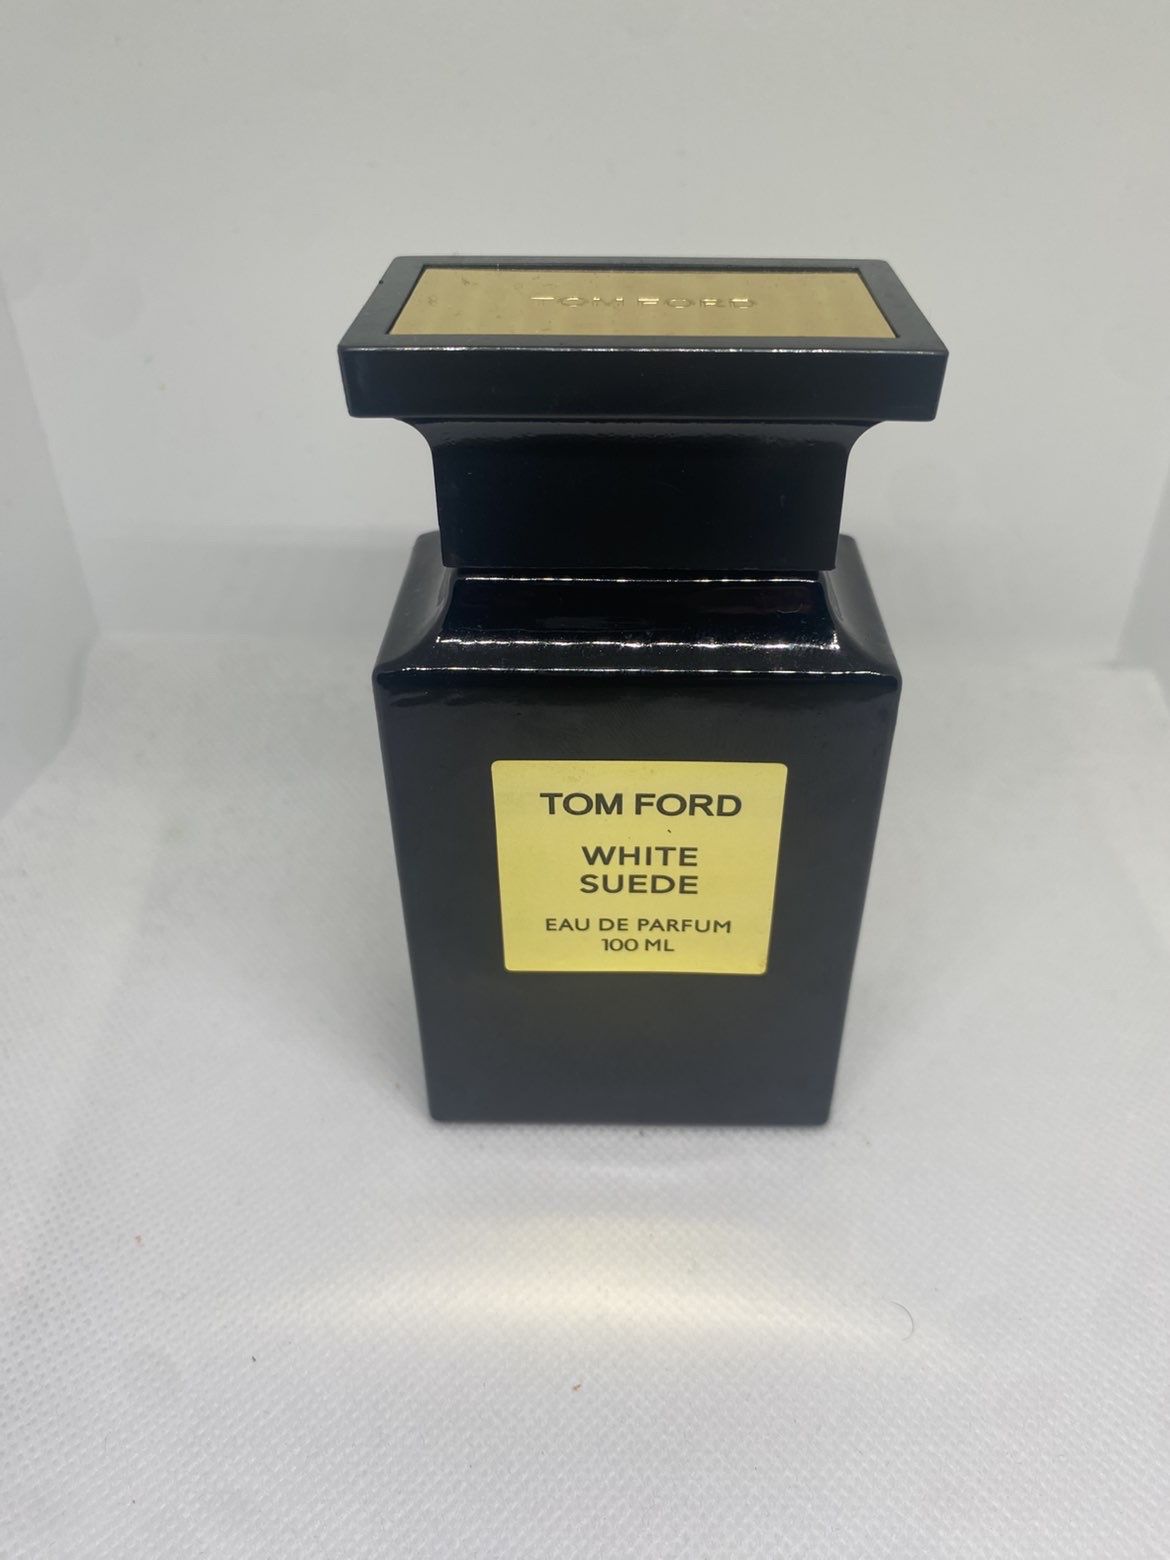 TOM FORD
TOM FORD
WHITE
SUEDE
EAU DE PARFUM
100 ML